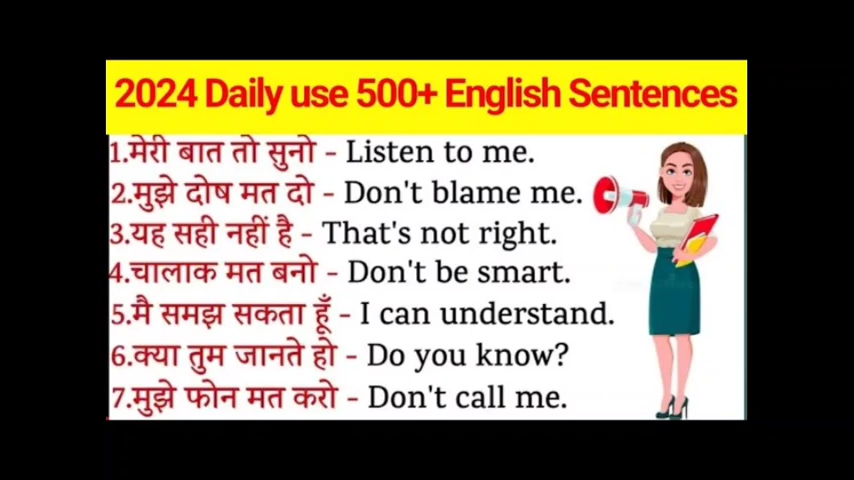 2024 Daily use 500+ English Sentences
1.मेरी बात तो सुनो - Listen to me.
2.मुझे दोष मत दो - Don't blame me.
3.यह सही नहीं है - That's not right.
4.चालाक मत बनो - Don't be smart.
5.मै समझ सकता हूँ - I can understand.
6.क्या तुम जानते हो - Do you know?
7.मुझे फोन मत करो - Don't call me.